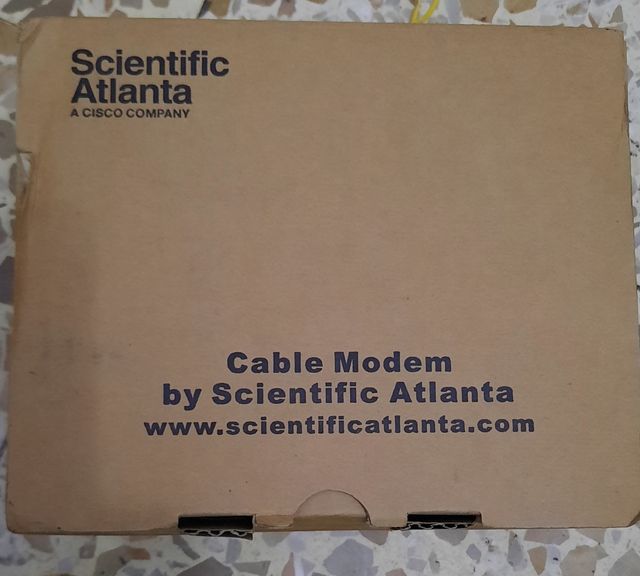 Scientific
Atlanta
A CISCO COMPANY
Cable Modem
by Scientific Atlanta
www.scientificatlanta.com